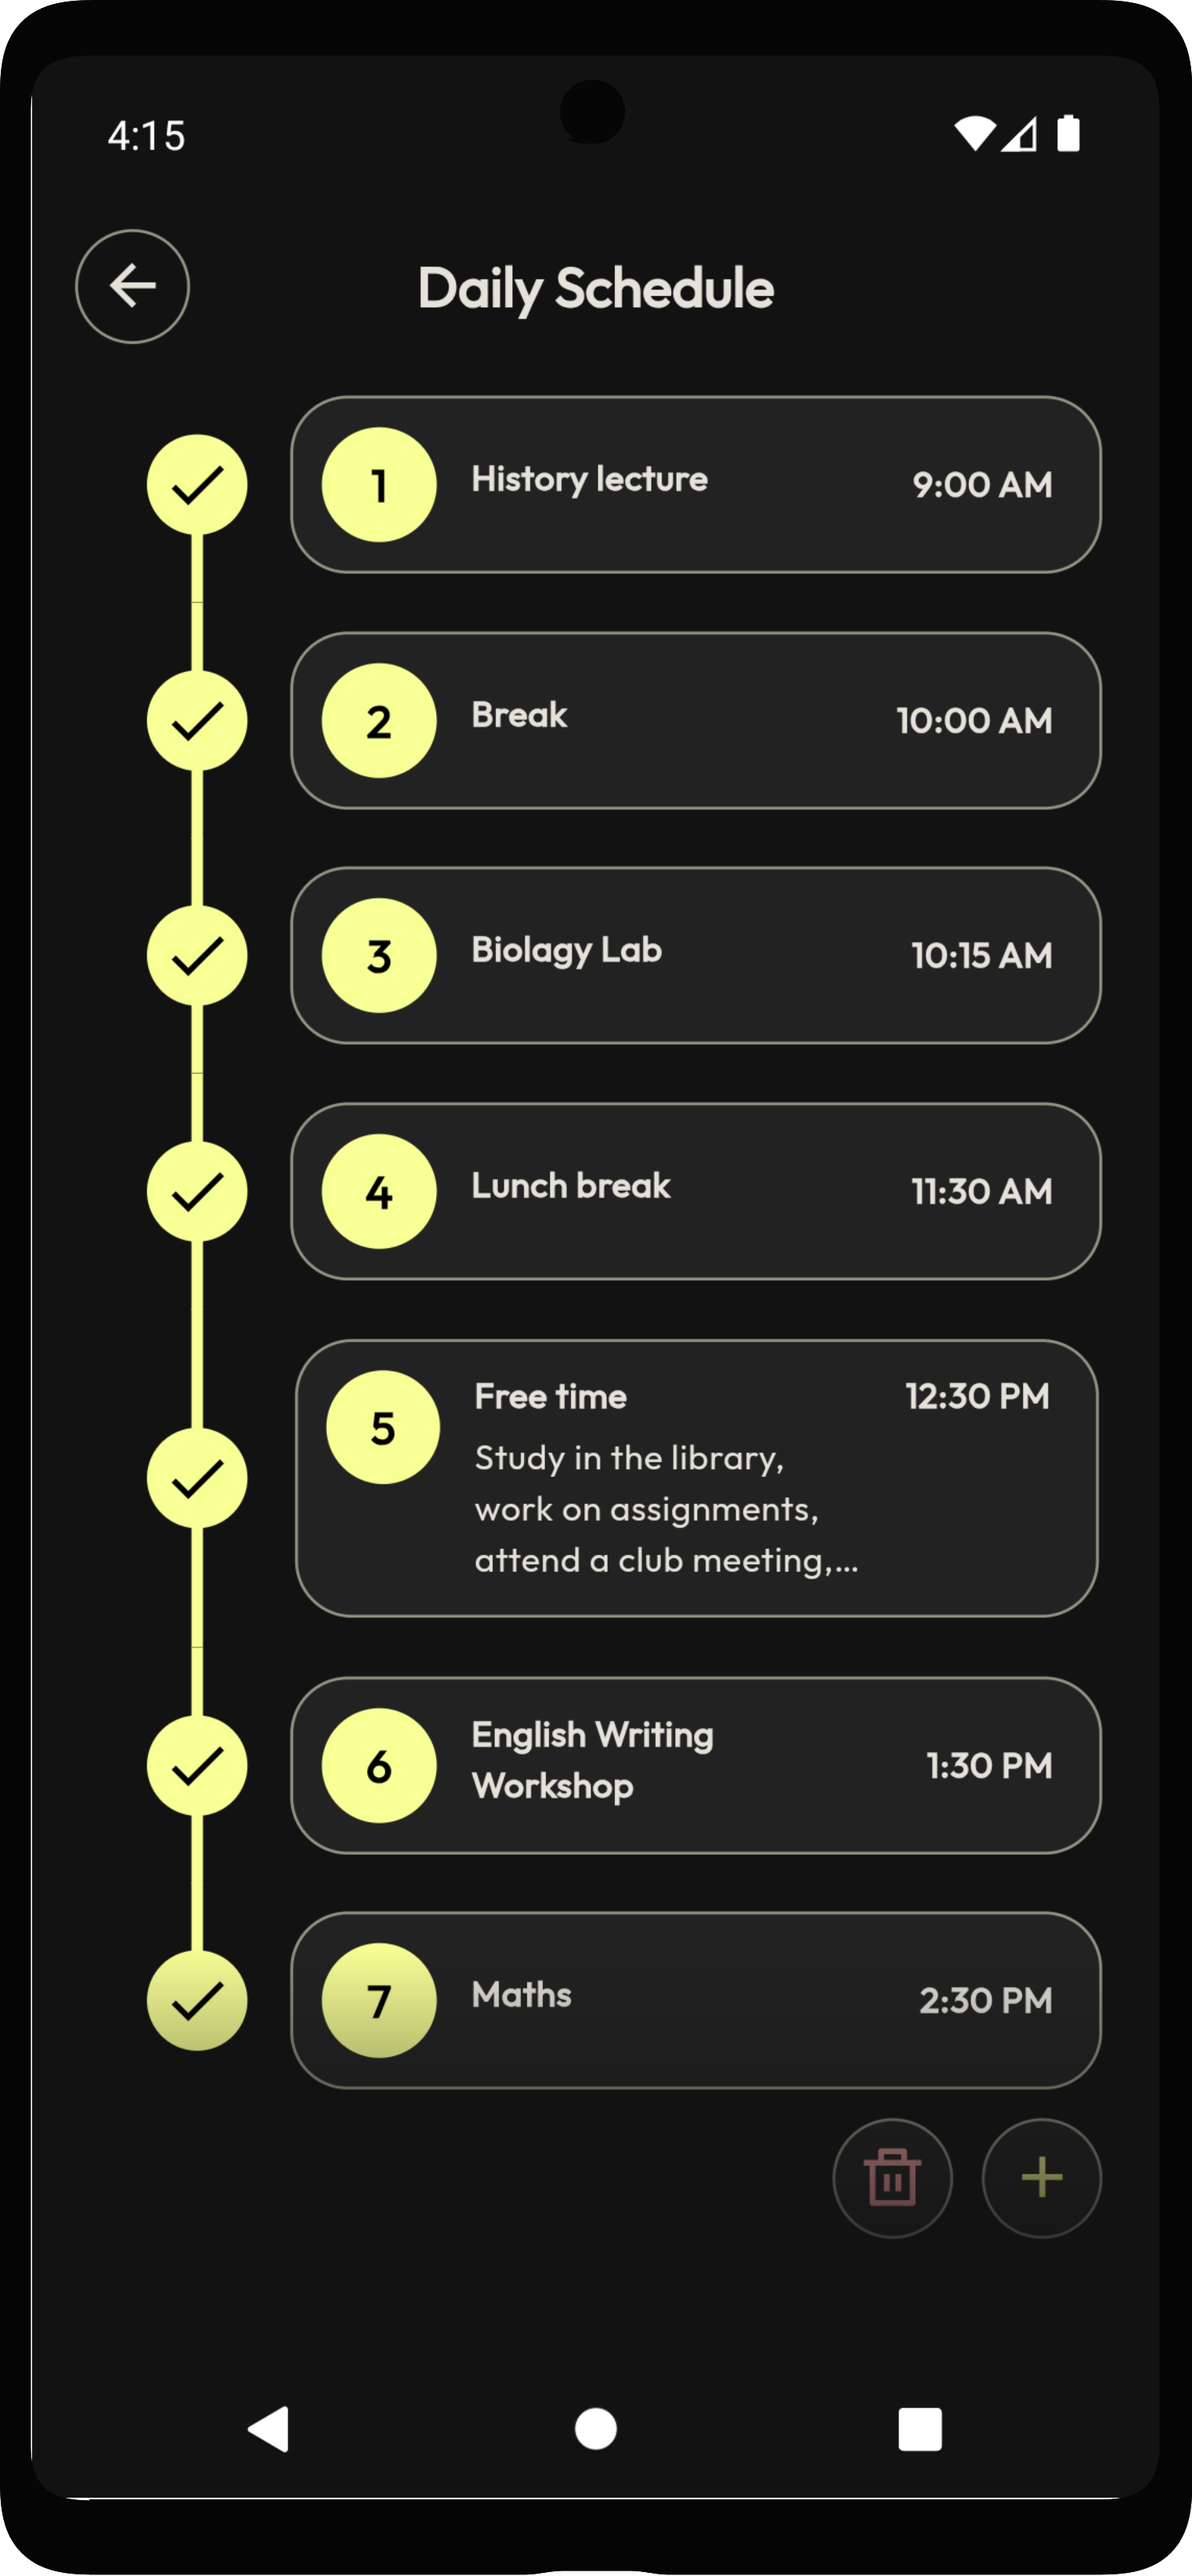 4:15
Daily Schedule
1 History lecture 9:00 AM
2 Break 10:00 AM
3 Biolagy Lab 10:15 AM
4 Lunch break 11:30 AM
5 Free time 12:30 PM
Study in the library,
work on assignments,
attend a club meeting,...
6 English Writing 1:30 PM
Workshop
7 Maths 2:30 PM